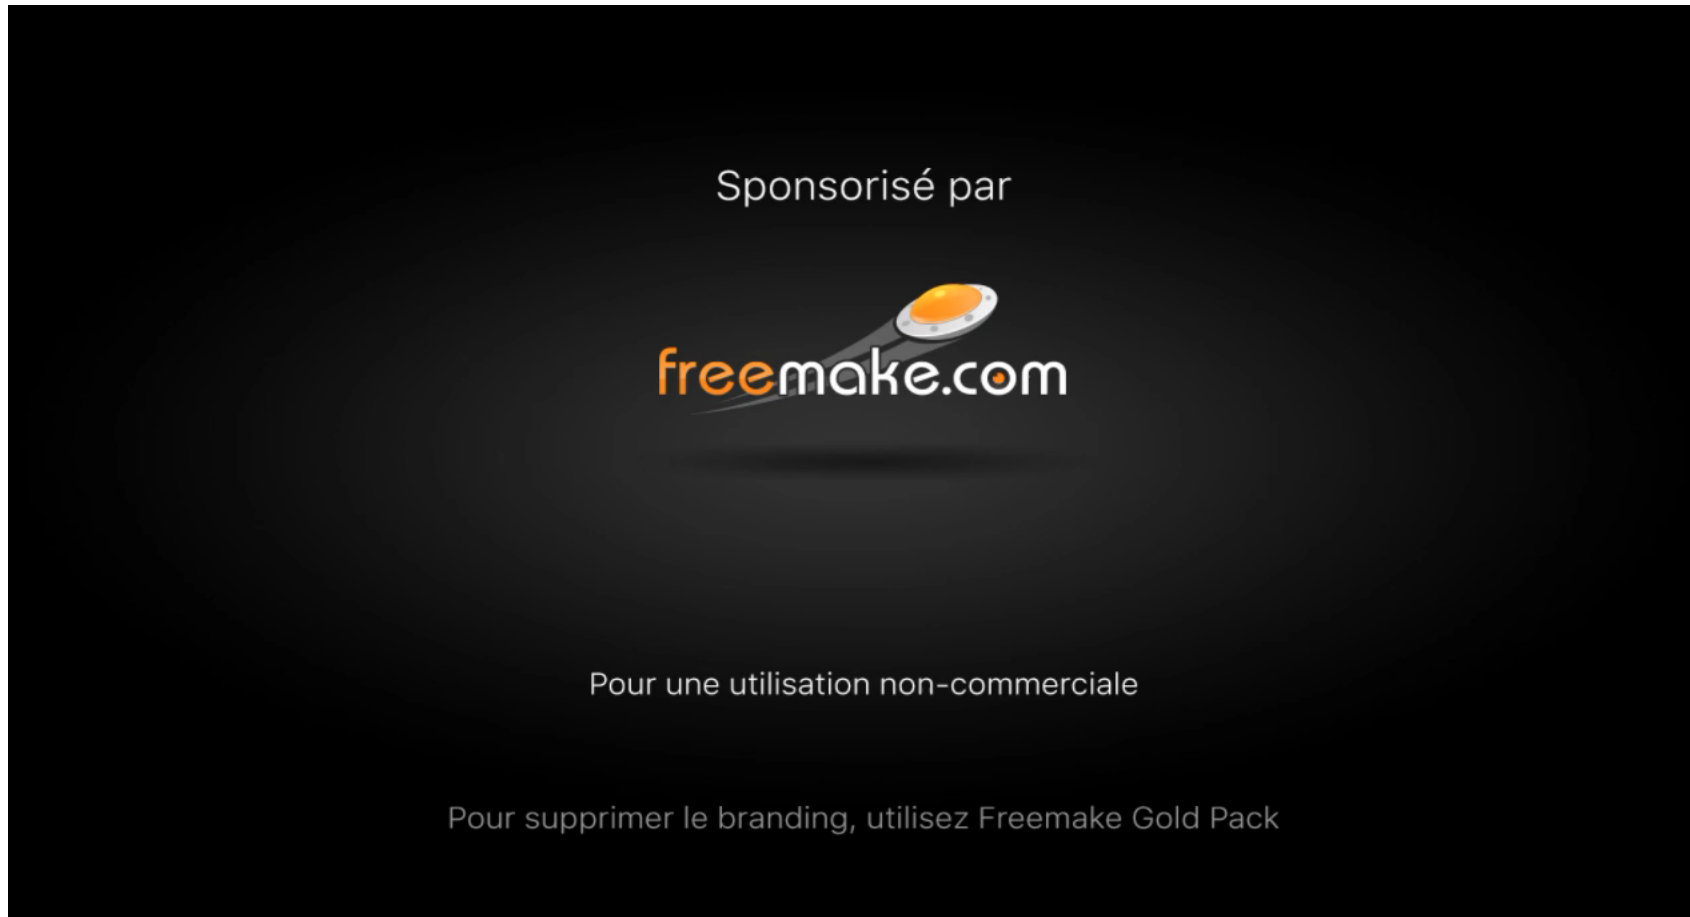 Sponsorisé par
freemake.com
Pour une utilisation non-commerciale
Pour supprimer le branding, utilisez Freemake Gold Pack